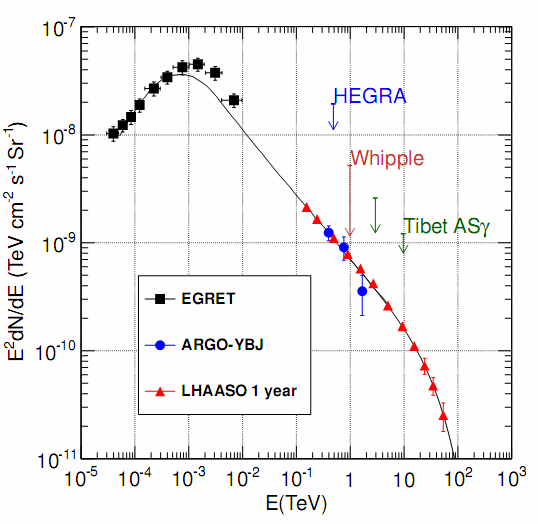 10⁻⁷
10⁻⁸
10⁻⁹
10⁻¹⁰
10⁻¹¹
E²dN/dE (TeV cm⁻² s⁻¹ Sr⁻¹)
HEGRA
Whipple
Tibet ASγ
EGRET
ARGO-YBJ
LHAASO 1 year
10⁻⁵ 10⁻⁴ 10⁻³ 10⁻² 10⁻¹ 1 10 10² 10³
E(TeV)